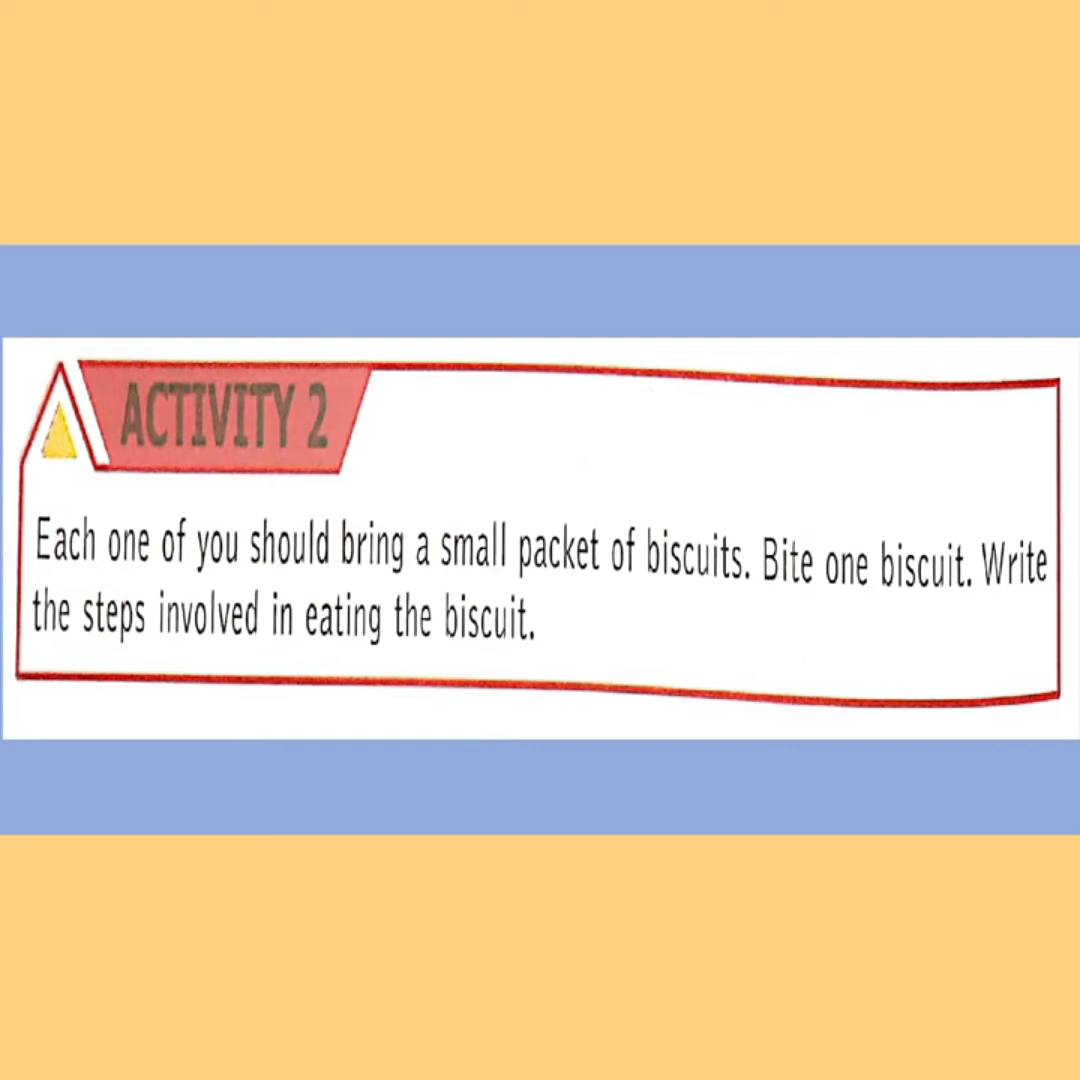 ACTIVITY 2
Each one of you should bring a small packet of biscuits. Bite one biscuit. Write
the steps involved in eating the biscuit.